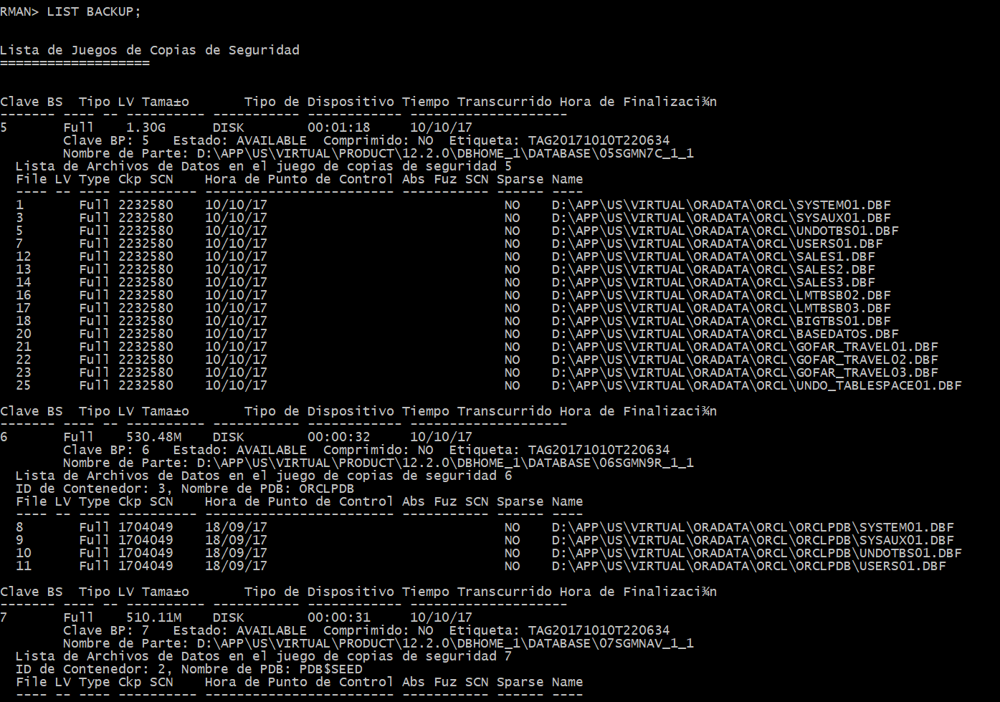 RMAN> LIST BACKUP;
Lista de Juegos de Copias de Seguridad
===================
Clave BS  Tipo LV Tama±o       Tipo de Dispositivo Tiempo Transcurrido Hora de Finalizaci¾n
------- ---- -- ---------- ----------- ------------ --------------------
5       Full    1.30G      DISK        00:01:18     10/10/17
        Clave BP: 5   Estado: AVAILABLE  Comprimido: NO  Etiqueta: TAG20171010T220634
        Nombre de Parte: D:\APP\US\VIRTUAL\PRODUCT\12.2.0\DBHOME_1\DATABASE\05SGMN7C_1_1
  Lista de Archivos de Datos en el juego de copias de seguridad 5
  File LV Type Ckp SCN    Hora de Punto de Control Abs Fuz SCN Sparse Name
  ---- -- ---- ---------- ------------------------ ----------- ------ ----
  1       Full 2232580    10/10/17                              NO    D:\APP\US\VIRTUAL\ORADATA\ORCL\SYSTEM01.DBF
  3       Full 2232580    10/10/17                              NO    D:\APP\US\VIRTUAL\ORADATA\ORCL\SYSAUX01.DBF
  5       Full 2232580    10/10/17                              NO    D:\APP\US\VIRTUAL\ORADATA\ORCL\UNDOTBS01.DBF
  7       Full 2232580    10/10/17                              NO    D:\APP\US\VIRTUAL\ORADATA\ORCL\USERS01.DBF
  12      Full 2232580    10/10/17                              NO    D:\APP\US\VIRTUAL\ORADATA\ORCL\SALES1.DBF
  13      Full 2232580    10/10/17                              NO    D:\APP\US\VIRTUAL\ORADATA\ORCL\SALES2.DBF
  14      Full 2232580    10/10/17                              NO    D:\APP\US\VIRTUAL\ORADATA\ORCL\SALES3.DBF
  16      Full 2232580    10/10/17                              NO    D:\APP\US\VIRTUAL\ORADATA\ORCL\LMTBSB02.DBF
  17      Full 2232580    10/10/17                              NO    D:\APP\US\VIRTUAL\ORADATA\ORCL\LMTBSB03.DBF
  18      Full 2232580    10/10/17                              NO    D:\APP\US\VIRTUAL\ORADATA\ORCL\BIGTBS01.DBF
  20      Full 2232580    10/10/17                              NO    D:\APP\US\VIRTUAL\ORADATA\ORCL\BASEDATOS.DBF
  21      Full 2232580    10/10/17                              NO    D:\APP\US\VIRTUAL\ORADATA\ORCL\GOFAR_TRAVEL01.DBF
  22      Full 2232580    10/10/17                              NO    D:\APP\US\VIRTUAL\ORADATA\ORCL\GOFAR_TRAVEL02.DBF
  23      Full 2232580    10/10/17                              NO    D:\APP\US\VIRTUAL\ORADATA\ORCL\GOFAR_TRAVEL03.DBF
  25      Full 2232580    10/10/17                              NO    D:\APP\US\VIRTUAL\ORADATA\ORCL\UNDO_TABLESPACE01.DBF
Clave BS  Tipo LV Tama±o       Tipo de Dispositivo Tiempo Transcurrido Hora de Finalizaci¾n
------- ---- -- ---------- ----------- ------------ --------------------
6       Full    530.48M    DISK        00:00:32     10/10/17
        Clave BP: 6   Estado: AVAILABLE  Comprimido: NO  Etiqueta: TAG20171010T220634
        Nombre de Parte: D:\APP\US\VIRTUAL\PRODUCT\12.2.0\DBHOME_1\DATABASE\06SGMN9R_1_1
  Lista de Archivos de Datos en el juego de copias de seguridad 6
  ID de Contenedor: 3, Nombre de PDB: ORCLPDB
  File LV Type Ckp SCN    Hora de Punto de Control Abs Fuz SCN Sparse Name
  ---- -- ---- ---------- ------------------------ ----------- ------ ----
  8       Full 1704049    18/09/17                              NO    D:\APP\US\VIRTUAL\ORADATA\ORCL\ORCLPDB\SYSTEM01.DBF
  9       Full 1704049    18/09/17                              NO    D:\APP\US\VIRTUAL\ORADATA\ORCL\ORCLPDB\SYSAUX01.DBF
  10      Full 1704049    18/09/17                              NO    D:\APP\US\VIRTUAL\ORADATA\ORCL\ORCLPDB\UNDOTBS01.DBF
  11      Full 1704049    18/09/17                              NO    D:\APP\US\VIRTUAL\ORADATA\ORCL\ORCLPDB\USERS01.DBF
Clave BS  Tipo LV Tama±o       Tipo de Dispositivo Tiempo Transcurrido Hora de Finalizaci¾n
------- ---- -- ---------- ----------- ------------ --------------------
7       Full    510.11M    DISK        00:00:31     10/10/17
        Clave BP: 7   Estado: AVAILABLE  Comprimido: NO  Etiqueta: TAG20171010T220634
        Nombre de Parte: D:\APP\US\VIRTUAL\PRODUCT\12.2.0\DBHOME_1\DATABASE\07SGMNAV_1_1
  Lista de Archivos de Datos en el juego de copias de seguridad 7
  ID de Contenedor: 2, Nombre de PDB: PDB$SEED
  File LV Type Ckp SCN    Hora de Punto de Control Abs Fuz SCN Sparse Name
  ---- -- ---- ---------- ------------------------ ----------- ------ ----